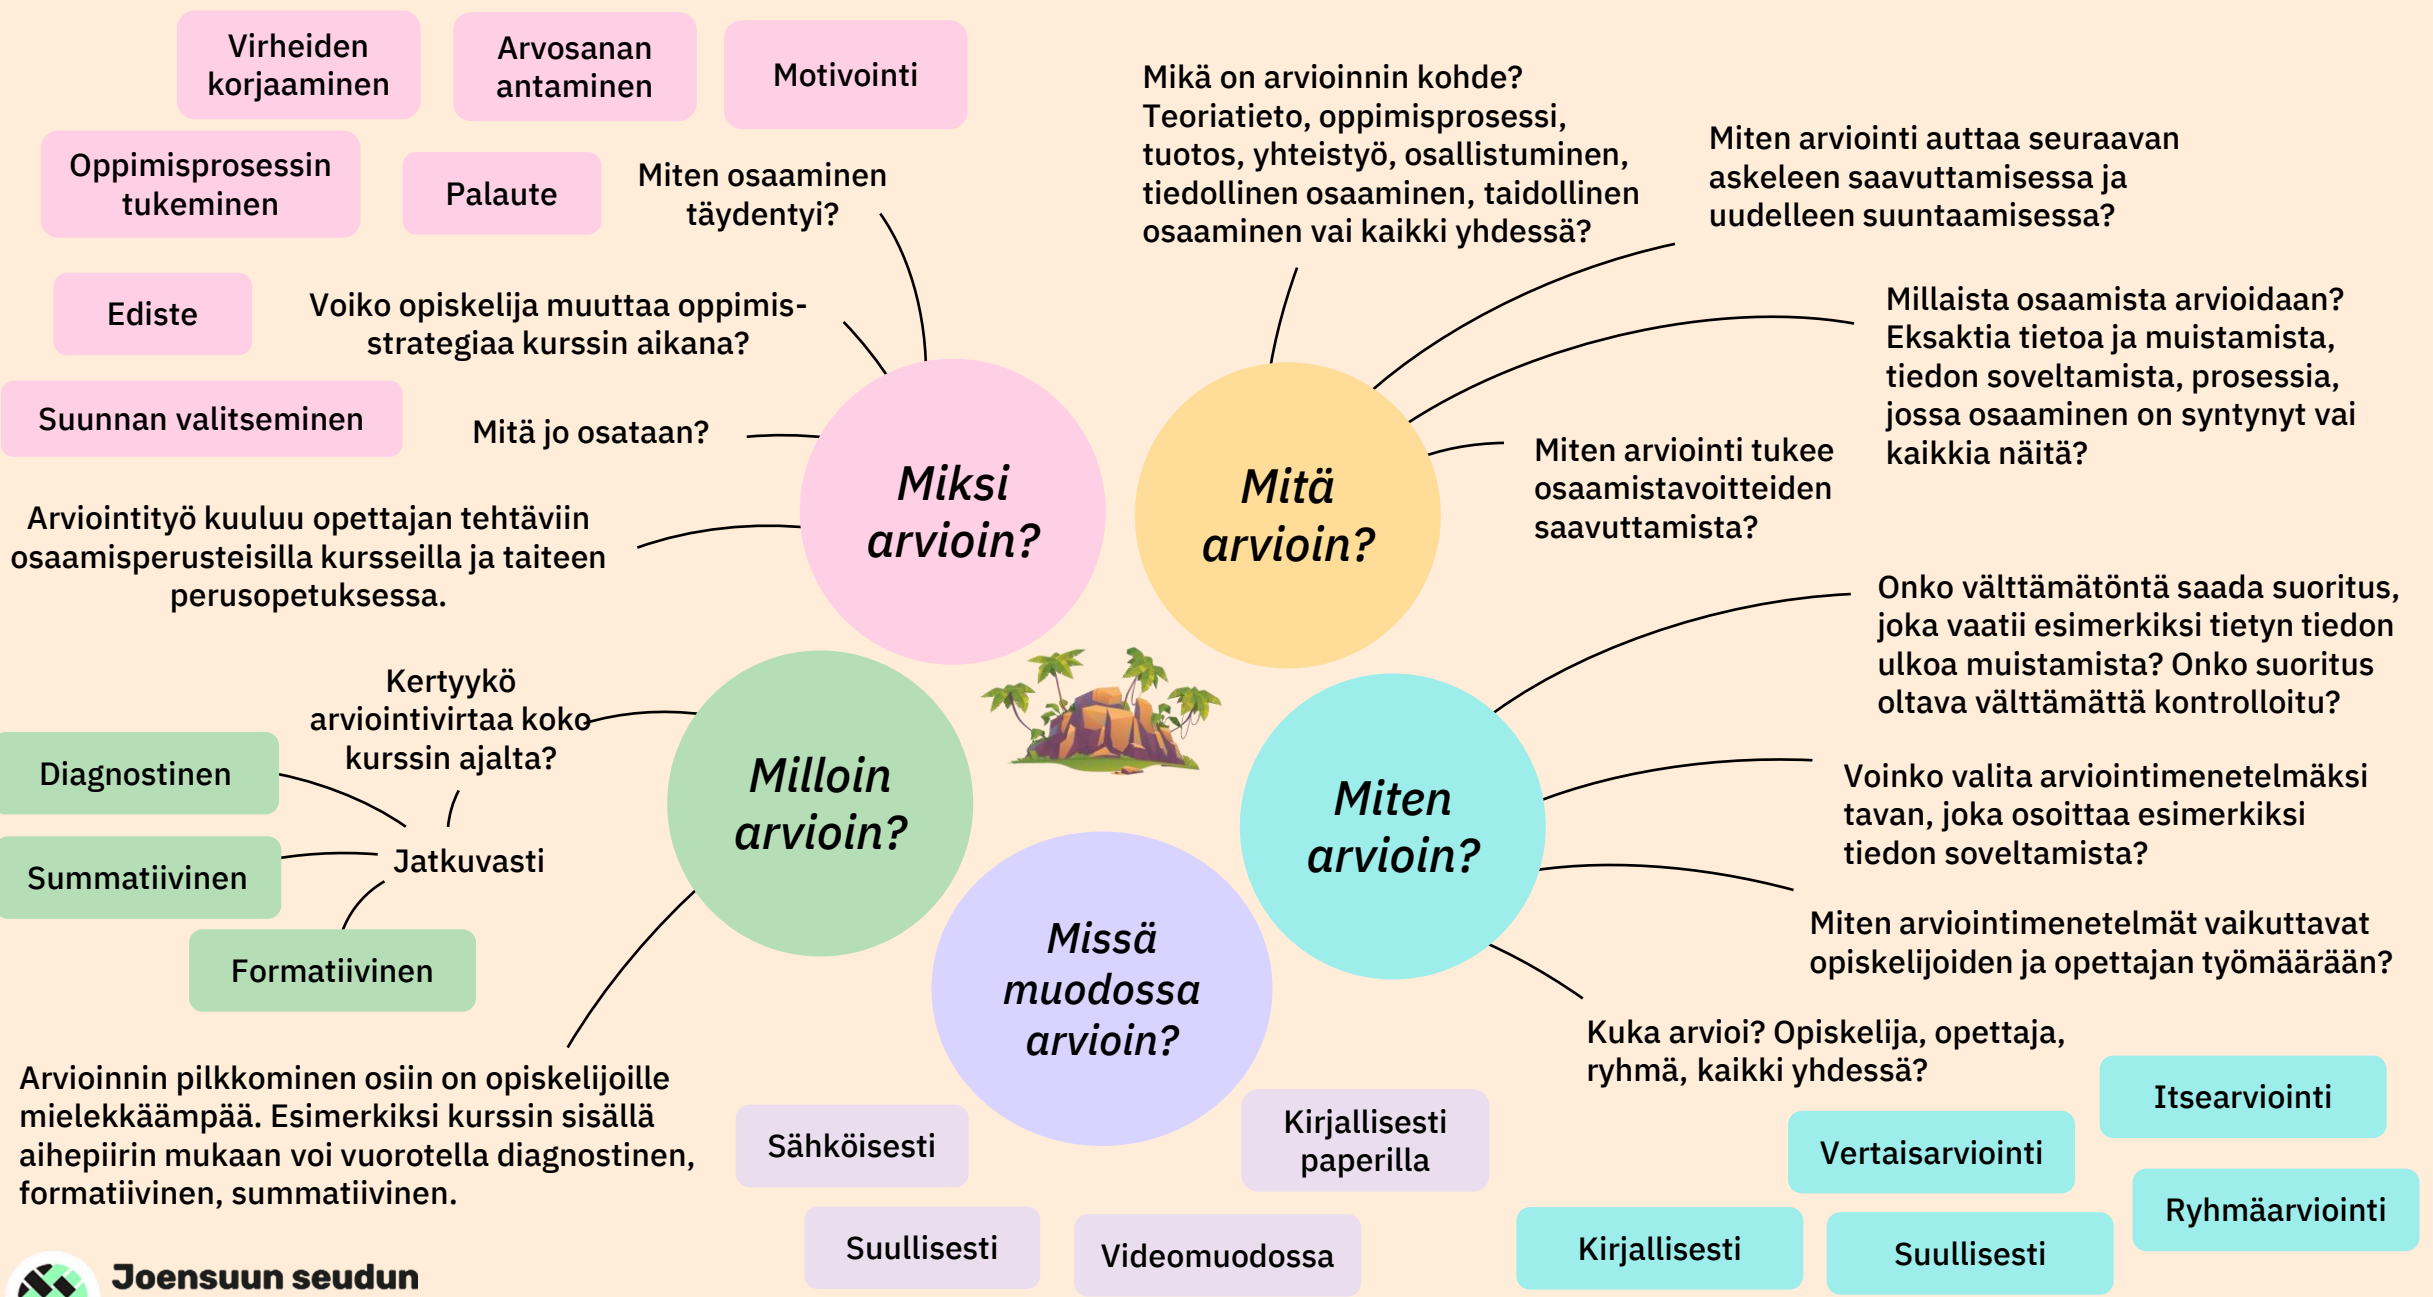 Virheiden
korjaaminen
Arvosanan
antaminen
Motivointi
Oppimisprosessin
tukeminen
Palaute
Miten osaaminen
täydentyi?
Ediste
Voiko opiskelija muuttaa oppimis-
strategiaa kurssin aikana?
Suunnan valitseminen
Mitä jo osataan?
Arviointityö kuuluu opettajan tehtäviin
osaamisperusteisilla kursseilla ja taiteen
perusopetuksessa.
Miksi
arvioin?
Mikä on arvioinnin kohde?
Teoriatieto, oppimisprosessi,
tuotos, yhteistyö, osallistuminen,
tiedollinen osaaminen, taidollinen
osaaminen vai kaikki yhdessä?
Miten arviointi auttaa seuraavan
askeleen saavuttamisessa ja
uudelleen suuntaamisessa?
Millaista osaamista arvioidaan?
Eksaktia tietoa ja muistamista,
tiedon soveltamista, prosessia,
jossa osaaminen on syntynyt vai
kaikkia näitä?
Miten arviointi tukee
osaamistavoitteiden
saavuttamista?
Mitä
arvioin?
Onko välttämätöntä saada suoritus,
joka vaatii esimerkiksi tietyn tiedon
ulkoa muistamista? Onko suoritus
oltava välttämättä kontrolloitu?
Voinko valita arviointimenetelmäksi
tavan, joka osoittaa esimerkiksi
tiedon soveltamista?
Miten arviointimenetelmät vaikuttavat
opiskelijoiden ja opettajan työmäärään?
Kuka arvioi? Opiskelija, opettaja,
ryhmä, kaikki yhdessä?
Miten
arvioin?
Itsearviointi
Vertaisarviointi
Ryhmäarviointi
Kirjallisesti
Suullisesti
Missä
muodossa
arvioin?
Sähköisesti
Kirjallisesti
paperilla
Suullisesti
Videomuodossa
Milloin
arvioin?
Kertyykö
arviointivirtaa koko
kurssin ajalta?
Diagnostinen
Summatiivinen
Jatkuvasti
Formatiivinen
Arvioinnin pilkkominen osiin on opiskelijoille
mielekkäämpää. Esimerkiksi kurssin sisällä
aihepiirin mukaan voi vuorotella diagnostinen,
formatiivinen, summatiivinen.
Joensuun seudun